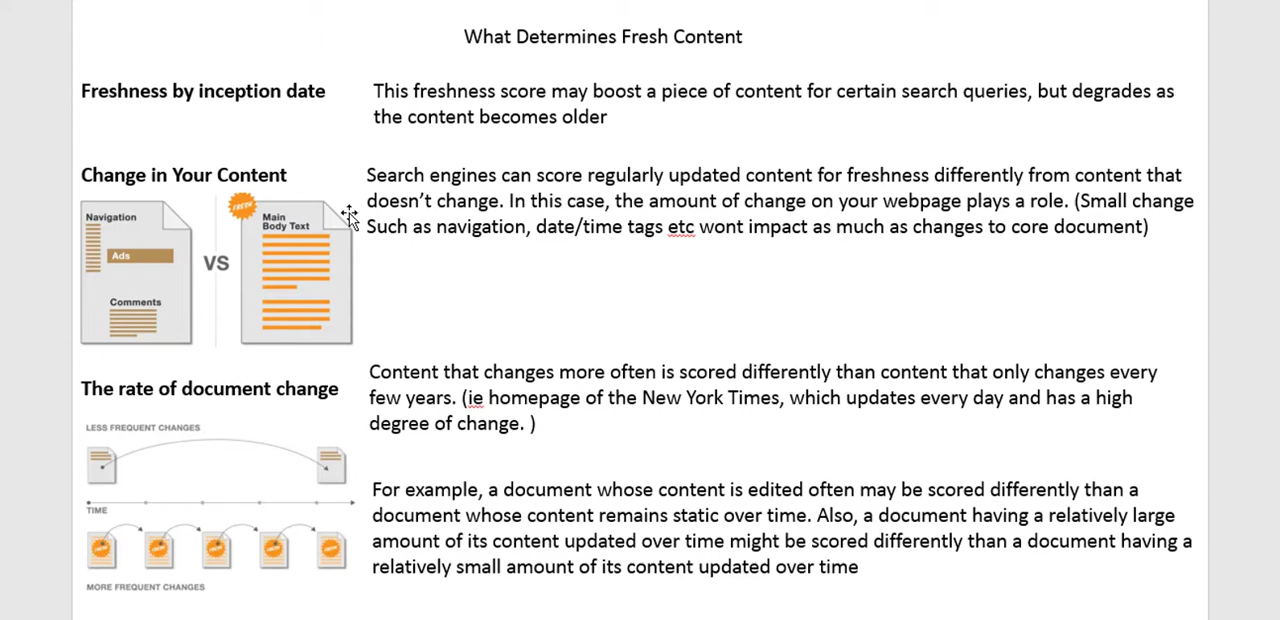 What Determines Fresh Content
Freshness by inception date
This freshness score may boost a piece of content for certain search queries, but degrades as
the content becomes older
Change in Your Content
Search engines can score regularly updated content for freshness differently from content that
doesn’t change. In this case, the amount of change on your webpage plays a role. (Small change
Such as navigation, date/time tags etc wont impact as much as changes to core document)
Navigation
Ads
Comments
VS
FRESH
Main
Body Text
The rate of document change
Content that changes more often is scored differently than content that only changes every
few years. (ie homepage of the New York Times, which updates every day and has a high
degree of change. )
LESS FREQUENT CHANGES
TIME
FRESH
FRESH
FRESH
FRESH
FRESH
MORE FREQUENT CHANGES
For example, a document whose content is edited often may be scored differently than a
document whose content remains static over time. Also, a document having a relatively large
amount of its content updated over time might be scored differently than a document having a
relatively small amount of its content updated over time